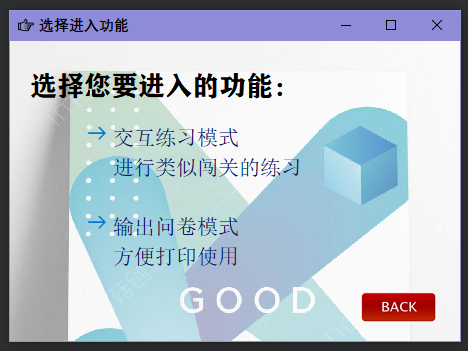 选择进入功能
选择您要进入的功能：
交互练习模式
进行类似闯关的练习
输出问卷模式
方便打印使用
GOOD
BACK